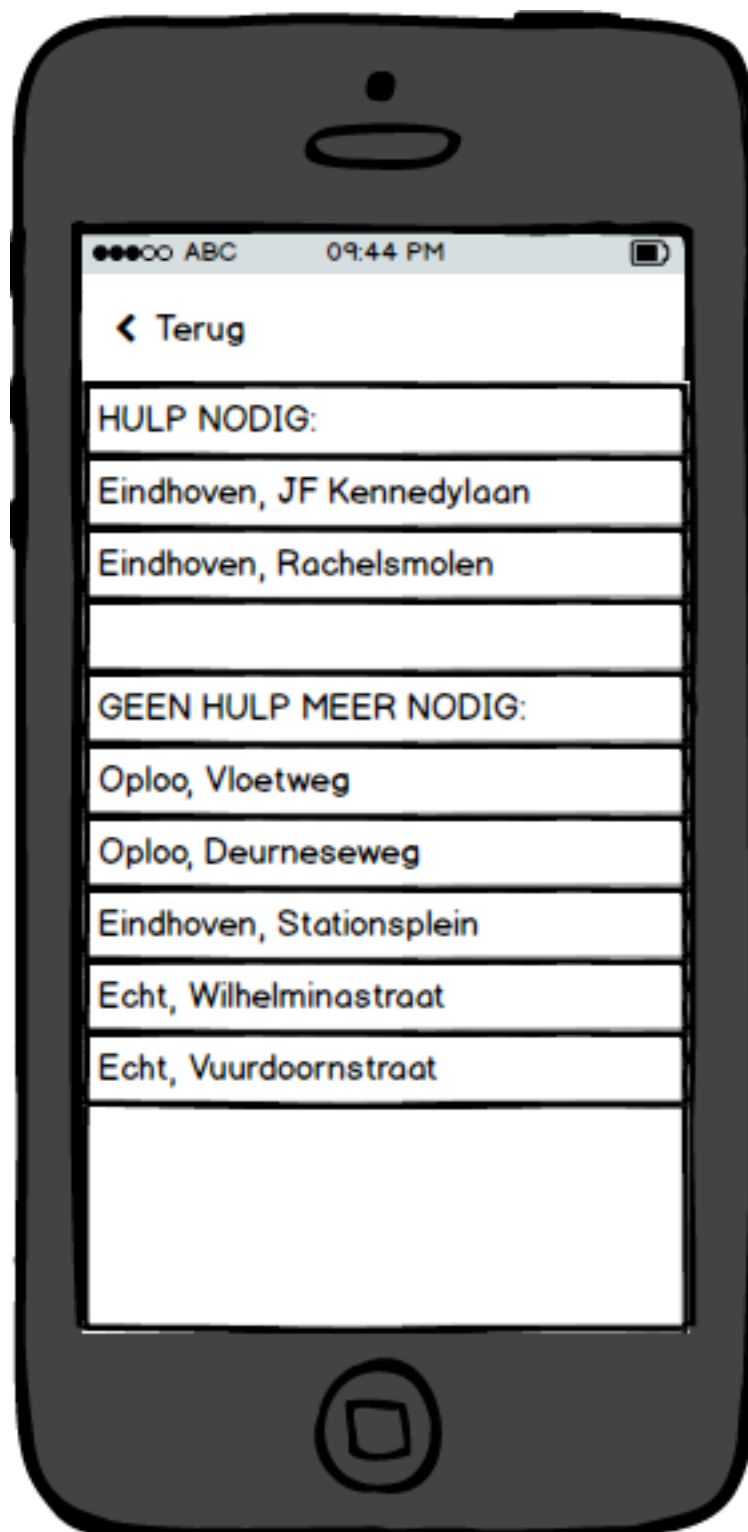 ABC 09:44 PM
Terug
HULP NODIG:
Eindhoven, JF Kennedylaan
Eindhoven, Rachelsmolen
GEEN HULP MEER NODIG:
Oploo, Vloetweg
Oploo, Deurneseweg
Eindhoven, Stationsplein
Echt, Wilhelminastraat
Echt, Vuurdoornstraat